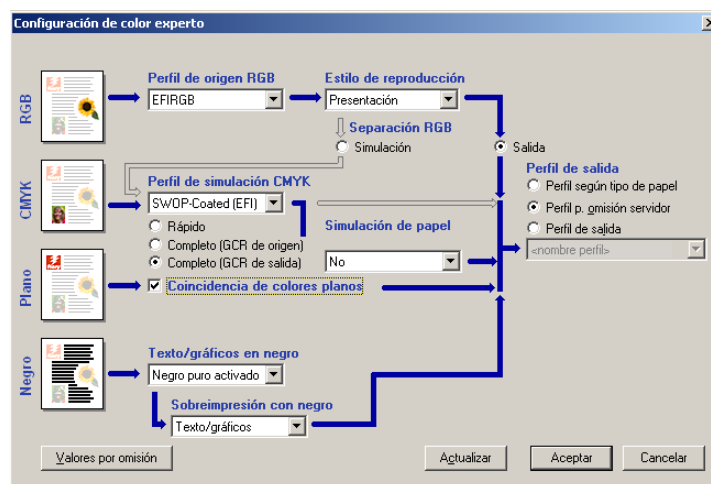 Configuración de color experto
RGB
Perfil de origen RGB
EFIRGB
Estilo de reproducción
Presentación
Separación RGB
Simulación
Salida
CMYK
Perfil de simulación CMYK
SWOP-Coated (EFI)
Rápido
Completo (GCR de origen)
Completo (GCR de salida)
Simulación de papel
No
Perfil de salida
Perfil según tipo de papel
Perfil p. omisión servidor
Perfil de salida
<nombre perfil>
Plano
Coincidencia de colores planos
Negro
Texto/gráficos en negro
Negro puro activado
Sobreimpresión con negro
Texto/gráficos
Valores por omisión
Actualizar
Aceptar
Cancelar